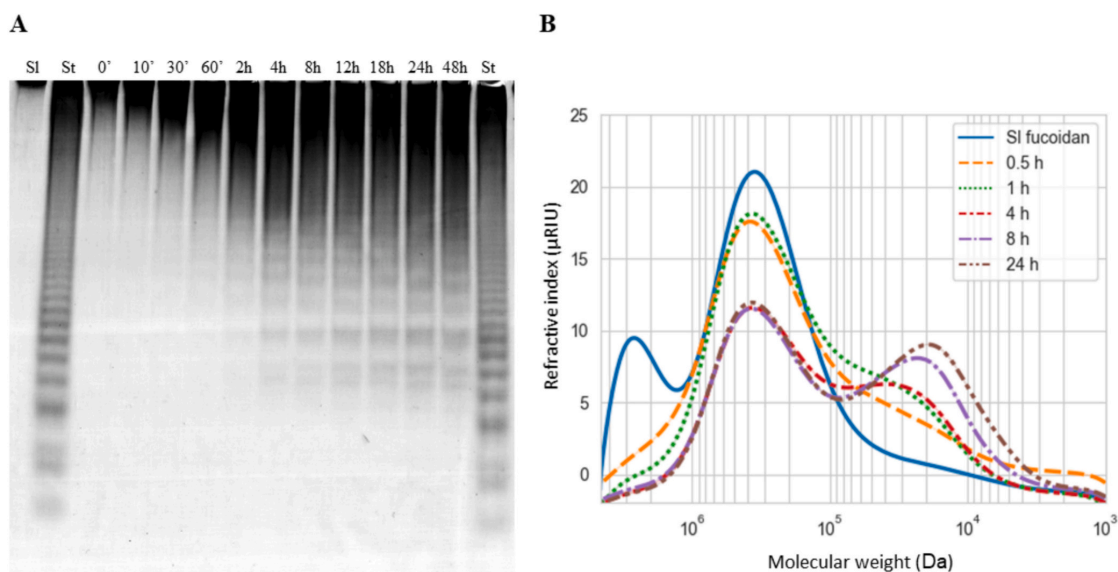 A
Sl St 0’ 10’ 30’ 60’ 2h 4h 8h 12h 18h 24h 48h St
B
25
20
15
10
5
0
Refractive index (µRIU)
Sl fucoidan
0.5 h
1 h
4 h
8 h
24 h
10⁶ 10⁵ 10⁴ 10³
Molecular weight (Da)